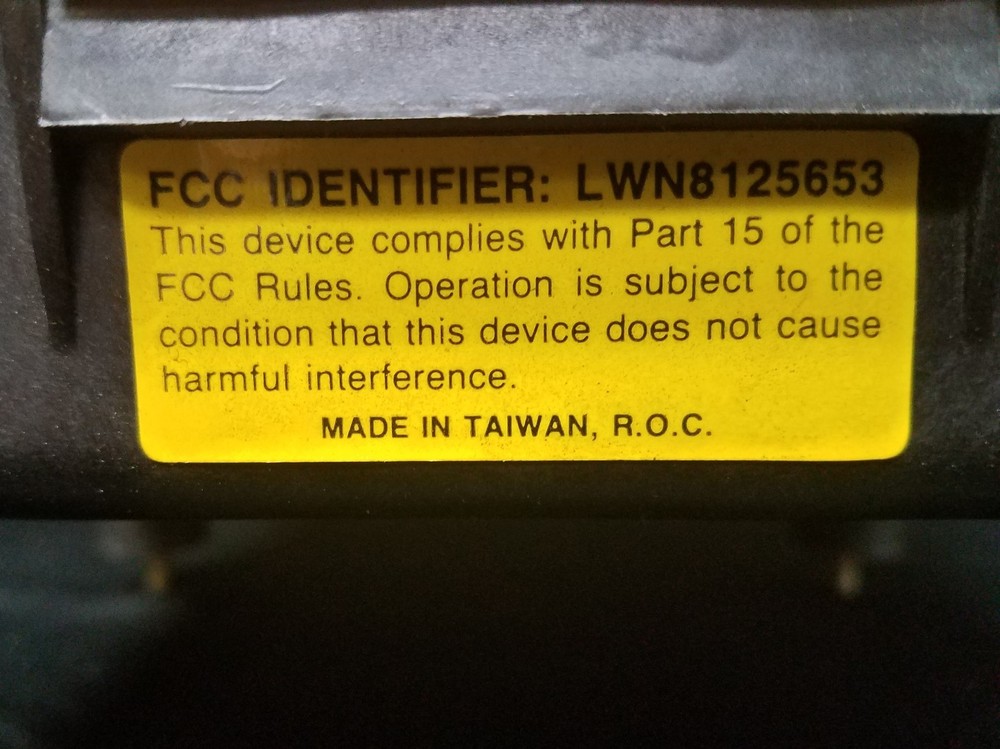 FCC IDENTIFIER: LWN8125653
This device complies with Part 15 of the
FCC Rules. Operation is subject to the
condition that this device does not cause
harmful interference.
MADE IN TAIWAN, R.O.C.